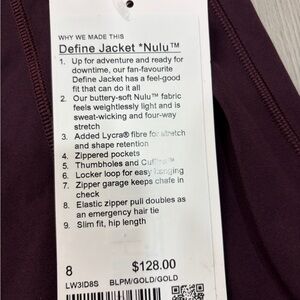 WHY WE MADE THIS
Define Jacket *Nulu™
1. Up for adventure and ready for
downtime, our fan-favourite
Define Jacket has a feel-good
fit that can do it all
2. Our buttery-soft Nulu™ fabric
feels weightlessly light and is
sweat-wicking and four-way
stretch
3. Added Lycra® fibre for stretch
and shape retention
4. Zippered pockets
5. Thumbholes and
6. Locker loop for easy hanging
7. Zipper garage keeps chafe in
check
8. Elastic zipper pull doubles as
an emergency hair tie
9. Slim fit, hip length
8 $128.00
LW3ID8S BLPM/GOLD/GOLD